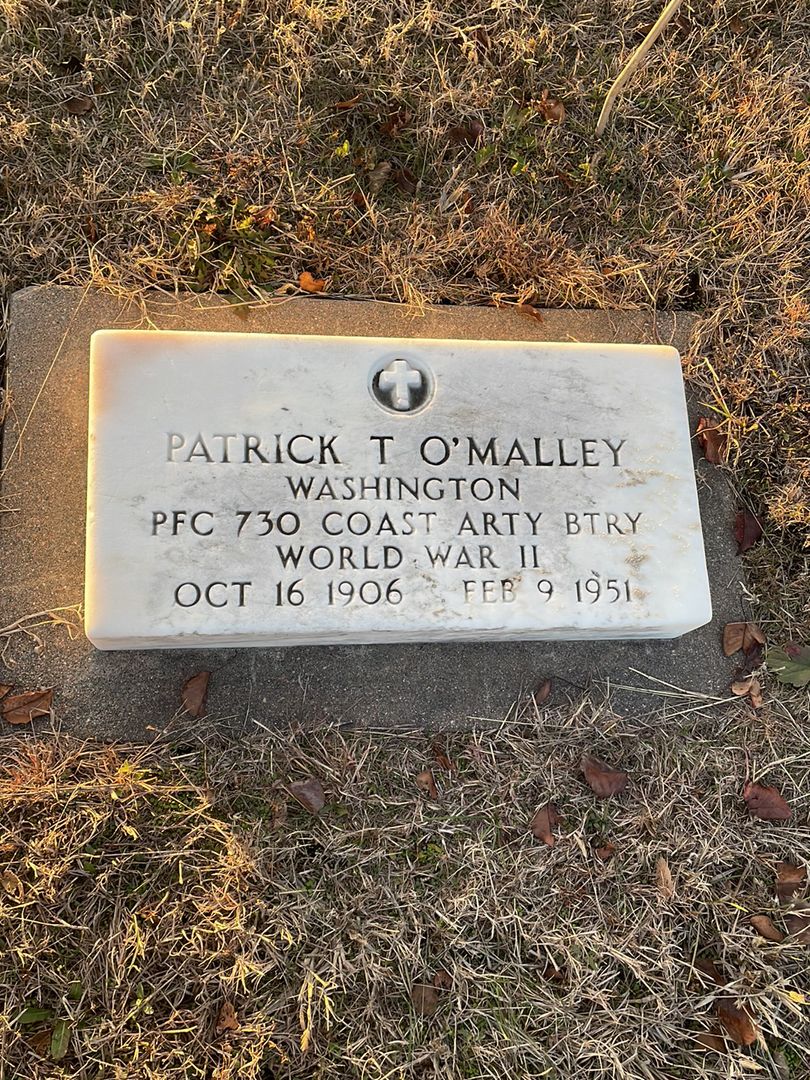 PATRICK T O'MALLEY
WASHINGTON
PFC 730 COAST ARTY BTRY
WORLD WAR II
OCT 16 1906 FEB 9 1951